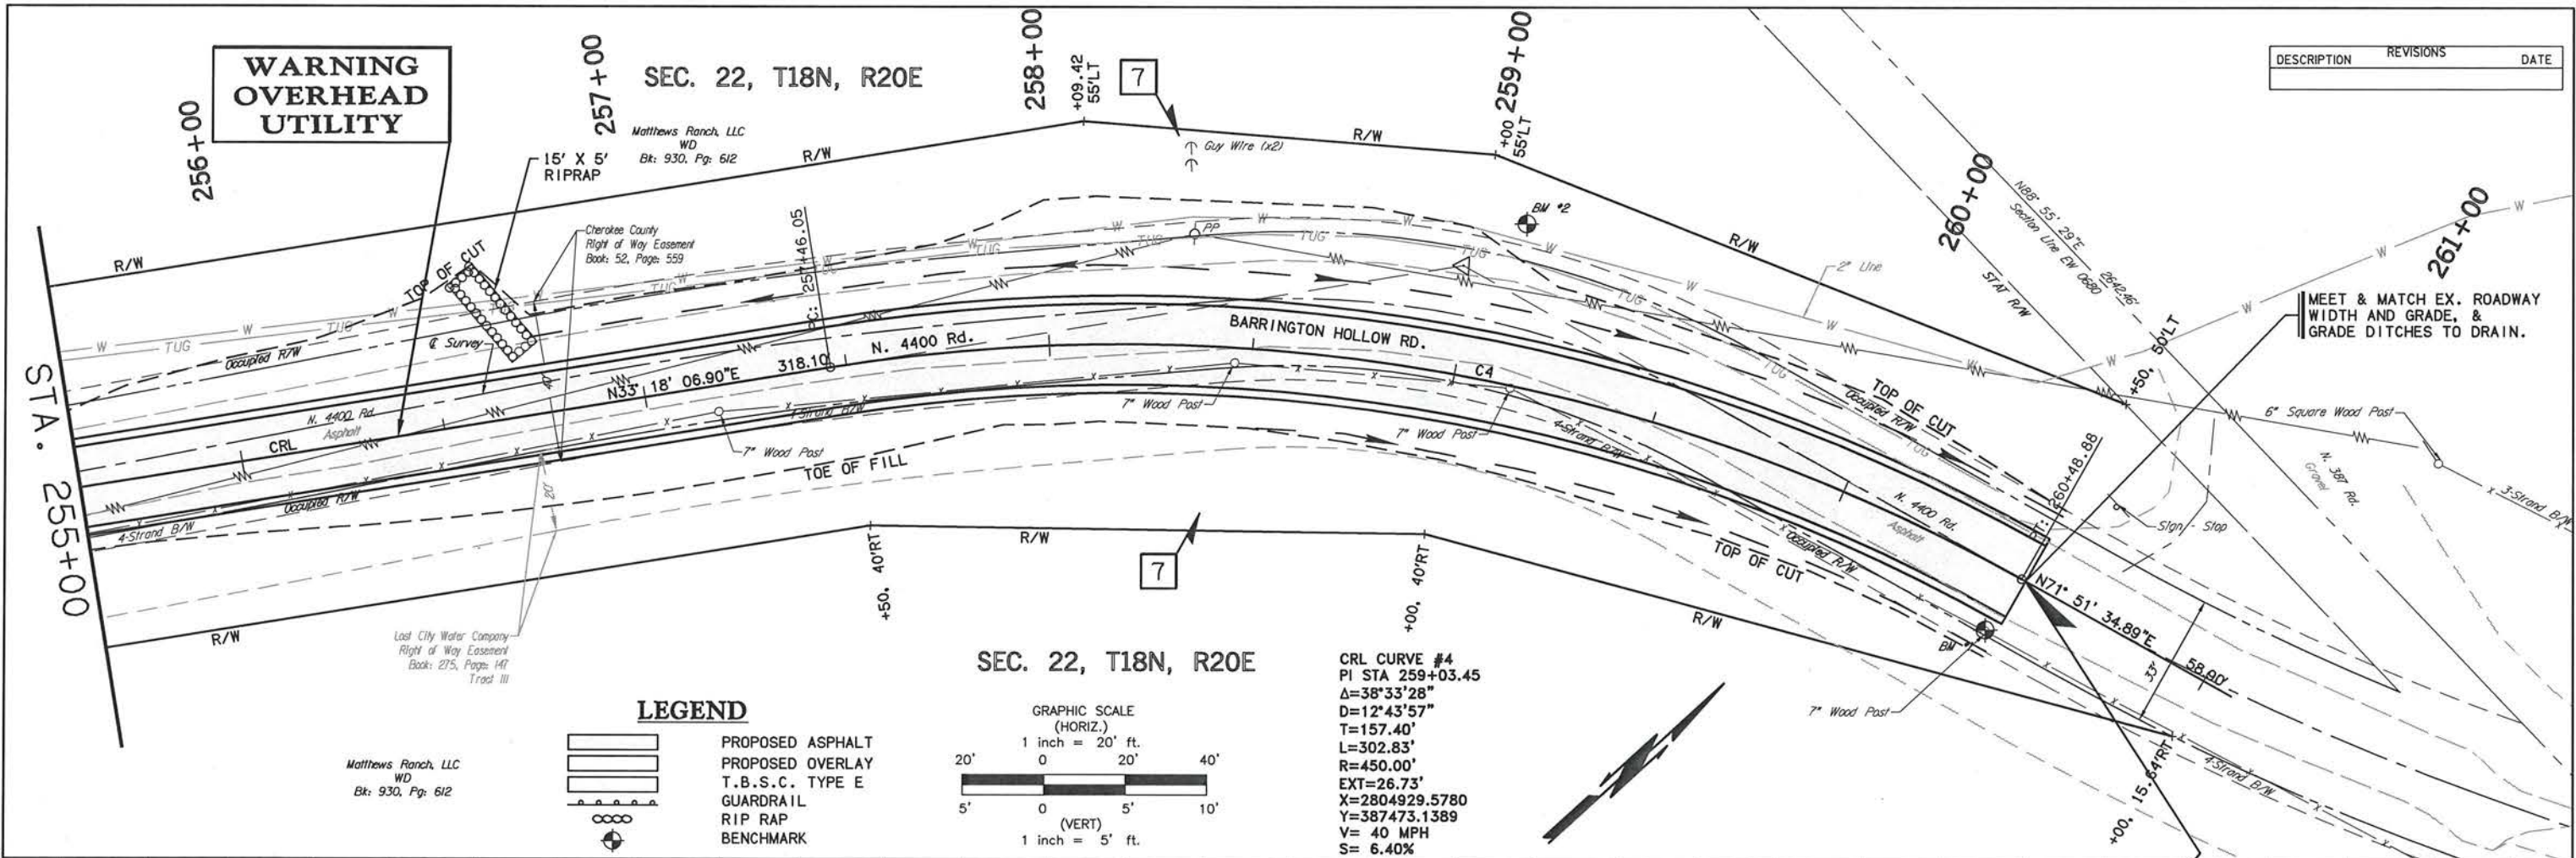 WARNING
OVERHEAD
UTILITY
256+00
257+00
258+00
259+00
260+00
261+00
STA. 255+00
SEC. 22, T18N, R20E
Matthews Ranch, LLC
WD
Bk: 930, Pg: 612
15' X 5'
RIPRAP
+09.42
55'LT
7
Guy Wire (x2)
+00
55'LT
REVISIONS
DESCRIPTION
DATE
R/W
R/W
R/W
R/W
BM #2
N88° 55' 29"E 2642.46'
Section Line EW 0680
STAT R/W
2" Line
MEET & MATCH EX. ROADWAY
WIDTH AND GRADE, &
GRADE DITCHES TO DRAIN.
+50, 50'LT
TOP OF CUT
Cherokee County
Right of Way Easement
Book: 52, Page: 559
PC: 257+46.05
W
TUG
W
TUG
W
TUG
PP
Occupied R/W
℄ Survey
40'
N33° 18' 06.90"E
318.10'
N. 4400 Rd.
BARRINGTON HOLLOW RD.
C4
N. 4400 Rd.
Asphalt
CRL
4-Strand B/W
7" Wood Post
7" Wood Post
7" Wood Post
TOE OF FILL
Occupied R/W
4-Strand B/W
20'
4-Strand B/W
TOP OF CUT
Occupied R/W
6" Square Wood Post
N. 387 Rd.
Gravel
3-Strand B/W
Sign - Stop
260+48.88
N. 4400 Rd.
Asphalt
Occupied R/W
TOP OF CUT
N71° 51' 34.89"E
58.00'
33'
BM
7" Wood Post
R/W
+50, 40'RT
R/W
7
+00, 40'RT
R/W
+00, 15.64'RT
4-Strand B/W
Lost City Water Company
Right of Way Easement
Book: 275, Page: 147
Tract III
Matthews Ranch, LLC
WD
Bk: 930, Pg: 612
LEGEND
PROPOSED ASPHALT
PROPOSED OVERLAY
T.B.S.C. TYPE E
GUARDRAIL
RIP RAP
BENCHMARK
SEC. 22, T18N, R20E
GRAPHIC SCALE
(HORIZ.)
1 inch = 20' ft.
20' 0 20' 40'
5' 0 5' 10'
(VERT)
1 inch = 5' ft.
CRL CURVE #4
PI STA 259+03.45
Δ=38°33'28"
D=12°43'57"
T=157.40'
L=302.83'
R=450.00'
EXT=26.73'
X=2804929.5780
Y=387473.1389
V= 40 MPH
S= 6.40%